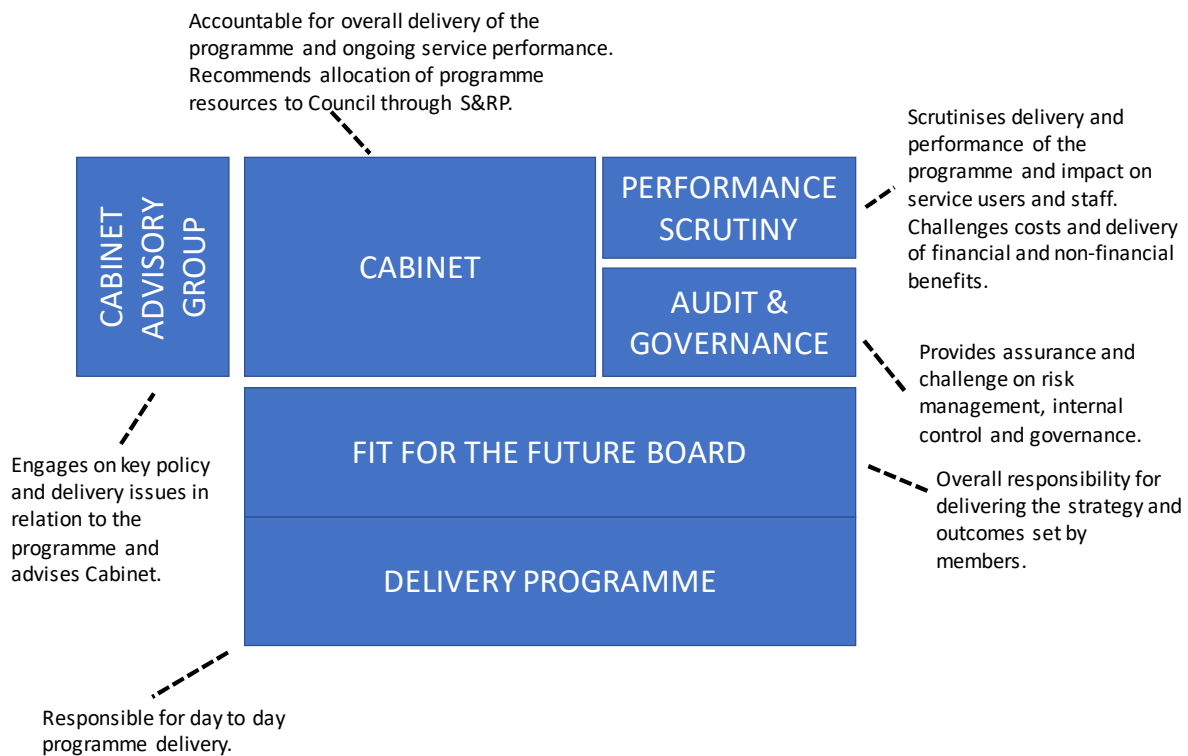 Accountable for overall delivery of the
programme and ongoing service performance.
Recommends allocation of programme
resources to Council through S&RP.
CABINET
ADVISORY
GROUP
CABINET
PERFORMANCE
SCRUTINY
Scrutinises delivery and
performance of the
programme and impact on
service users and staff.
Challenges costs and delivery
of financial and non-financial
benefits.
AUDIT &
GOVERNANCE
Provides assurance and
challenge on risk
management, internal
control and governance.
Engages on key policy
and delivery issues in
relation to the
programme and
advises Cabinet.
FIT FOR THE FUTURE BOARD
Overall responsibility for
delivering the strategy and
outcomes set by
members.
DELIVERY PROGRAMME
Responsible for day to day
programme delivery.